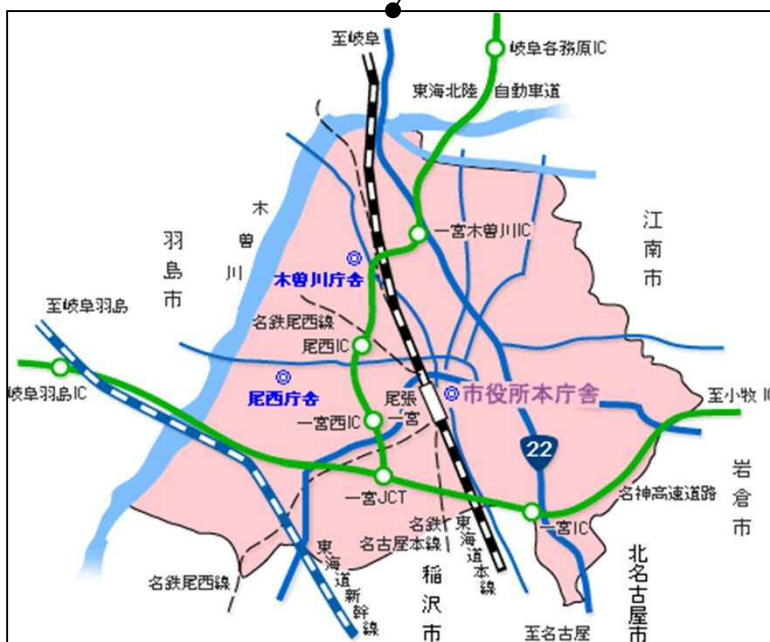 至岐阜
岐阜各務原IC
東海北陸 自動車道
木曽川
羽島市
江南市
一宮木曽川IC
木曽川庁舎
至岐阜羽島
名鉄尾西線
尾西IC
岐阜羽島IC
尾西庁舎
尾張
一宮
市役所本庁舎
至小牧IC
一宮西IC
22
岩倉市
一宮JCT
名神高速道路
一宮IC
名鉄
名古屋本線
東海道本線
名鉄尾西線
東海道新幹線
稲沢市
北名古屋市
至名古屋